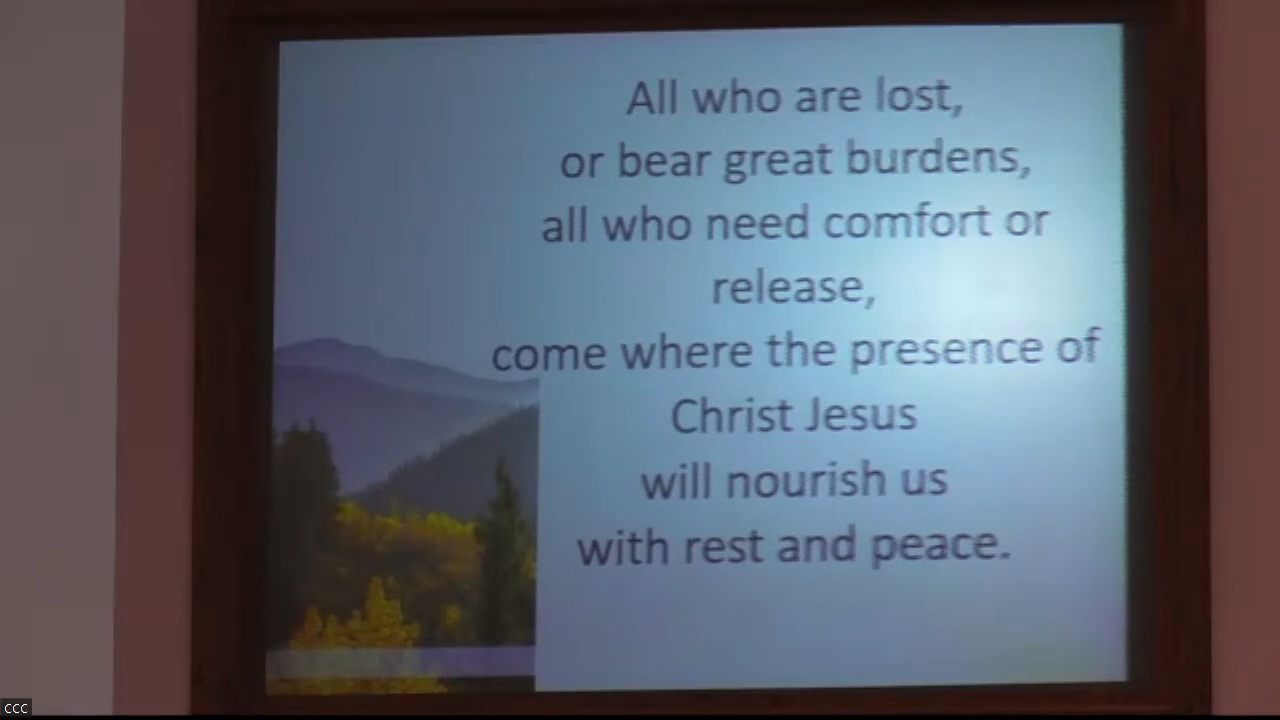 All who are lost,
or bear great burdens,
all who need comfort or
release,
come where the presence of
Christ Jesus
will nourish us
with rest and peace.
ccc